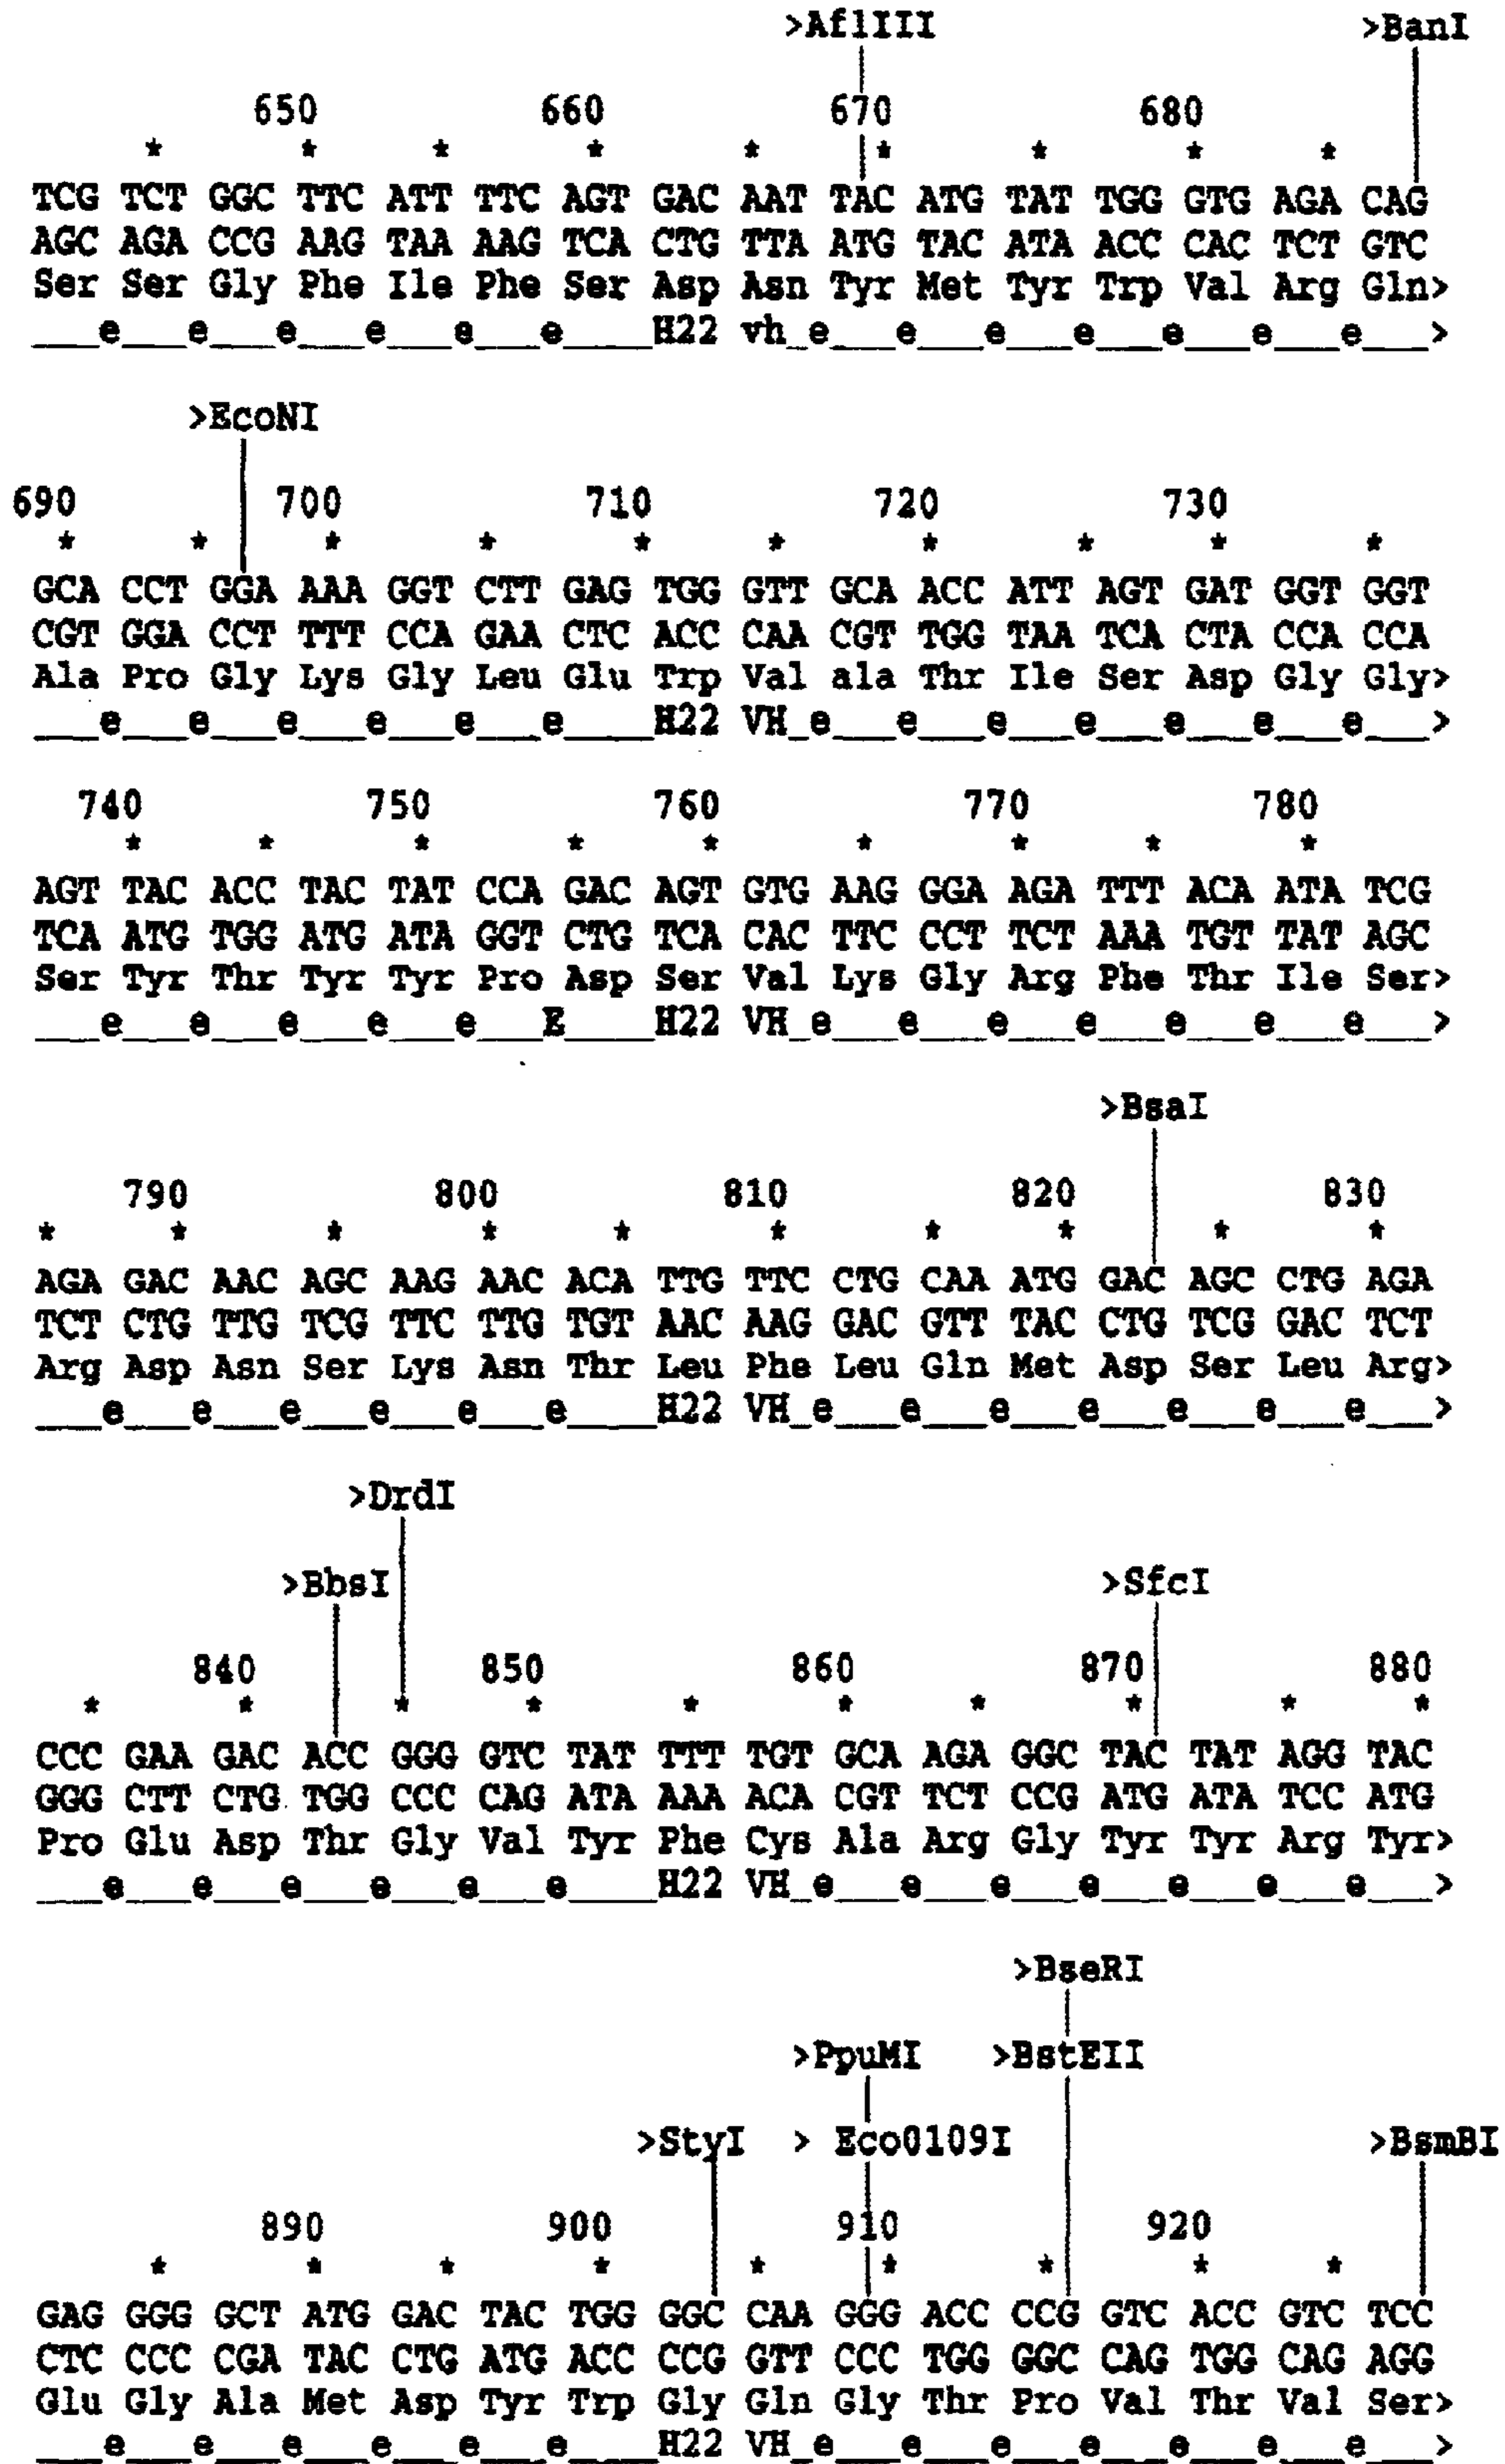 >AflIII >BanI
650 660 670 680
* * * * * * * * *
TCG TCT GGC TTC ATT TTC AGT GAC AAT TAC ATG TAT TGG GTG AGA CAG
AGC AGA CCG AAG TAA AAG TCA CTG TTA ATG TAC ATA ACC CAC TCT GTC
Ser Ser Gly Phe Ile Phe Ser Asp Asn Tyr Met Tyr Trp Val Arg Gln>
___e___e___e___e___e___e____H22 vh_e___e___e___e___e___e___e___>
>EcoNI
690 700 710 720 730
* * * * * * * * * *
GCA CCT GGA AAA GGT CTT GAG TGG GTT GCA ACC ATT AGT GAT GGT GGT
CGT GGA CCT TTT CCA GAA CTC ACC CAA CGT TGG TAA TCA CTA CCA CCA
Ala Pro Gly Lys Gly Leu Glu Trp Val ala Thr Ile Ser Asp Gly Gly>
___e___e___e___e___e___e____H22 VH_e___e___e___e___e___e___e___>
740 750 760 770 780
* * * * * * * * *
AGT TAC ACC TAC TAT CCA GAC AGT GTG AAG GGA AGA TTT ACA ATA TCG
TCA ATG TGG ATG ATA GGT CTG TCA CAC TTC CCT TCT AAA TGT TAT AGC
Ser Tyr Thr Tyr Tyr Pro Asp Ser Val Lys Gly Arg Phe Thr Ile Ser>
___e___e___e___e___e___E____H22 VH_e___e___e___e___e___e___e___>
>BsaI
790 800 810 820 830
* * * * * * * * * *
AGA GAC AAC AGC AAG AAC ACA TTG TTC CTG CAA ATG GAC AGC CTG AGA
TCT CTG TTG TCG TTC TTG TGT AAC AAG GAC GTT TAC CTG TCG GAC TCT
Arg Asp Asn Ser Lys Asn Thr Leu Phe Leu Gln Met Asp Ser Leu Arg>
___e___e___e___e___e___e____H22 VH_e___e___e___e___e___e___e___>
>DrdI
>BbsI >SfcI
840 850 860 870 880
* * * * * * * * * *
CCC GAA GAC ACC GGG GTC TAT TTT TGT GCA AGA GGC TAC TAT AGG TAC
GGG CTT CTG TGG CCC CAG ATA AAA ACA CGT TCT CCG ATG ATA TCC ATG
Pro Glu Asp Thr Gly Val Tyr Phe Cys Ala Arg Gly Tyr Tyr Arg Tyr>
___e___e___e___e___e___e____H22 VH_e___e___e___e___e___e___e___>
>BseRI
>PpuMI >BstEII
>StyI > Eco0109I >BsmBI
890 900 910 920
* * * * * * * * *
GAG GGG GCT ATG GAC TAC TGG GGC CAA GGG ACC CCG GTC ACC GTC TCC
CTC CCC CGA TAC CTG ATG ACC CCG GTT CCC TGG GGC CAG TGG CAG AGG
Glu Gly Ala Met Asp Tyr Trp Gly Gln Gly Thr Pro Val Thr Val Ser>
___e___e___e___e___e___e____H22 VH_e___e___e___e___e___e___e___>